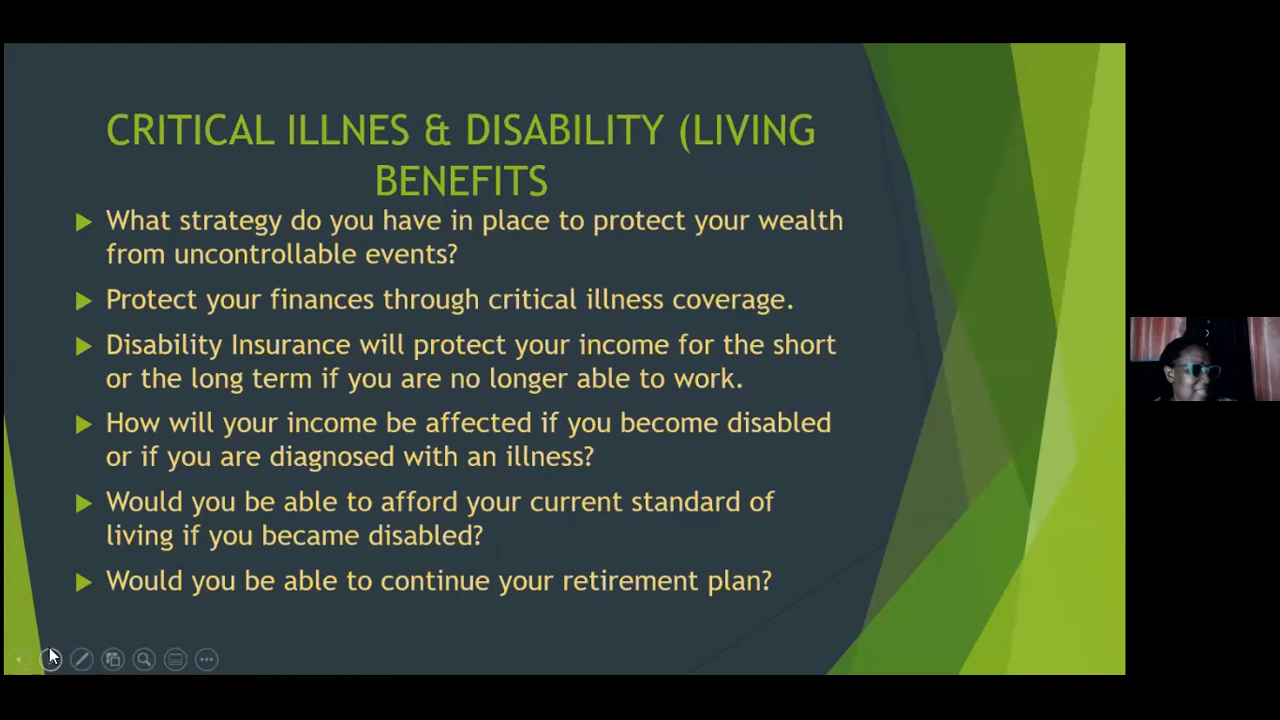 CRITICAL ILLNES & DISABILITY (LIVING
BENEFITS
What strategy do you have in place to protect your wealth
from uncontrollable events?
Protect your finances through critical illness coverage.
Disability Insurance will protect your income for the short
or the long term if you are no longer able to work.
How will your income be affected if you become disabled
or if you are diagnosed with an illness?
Would you be able to afford your current standard of
living if you became disabled?
Would you be able to continue your retirement plan?